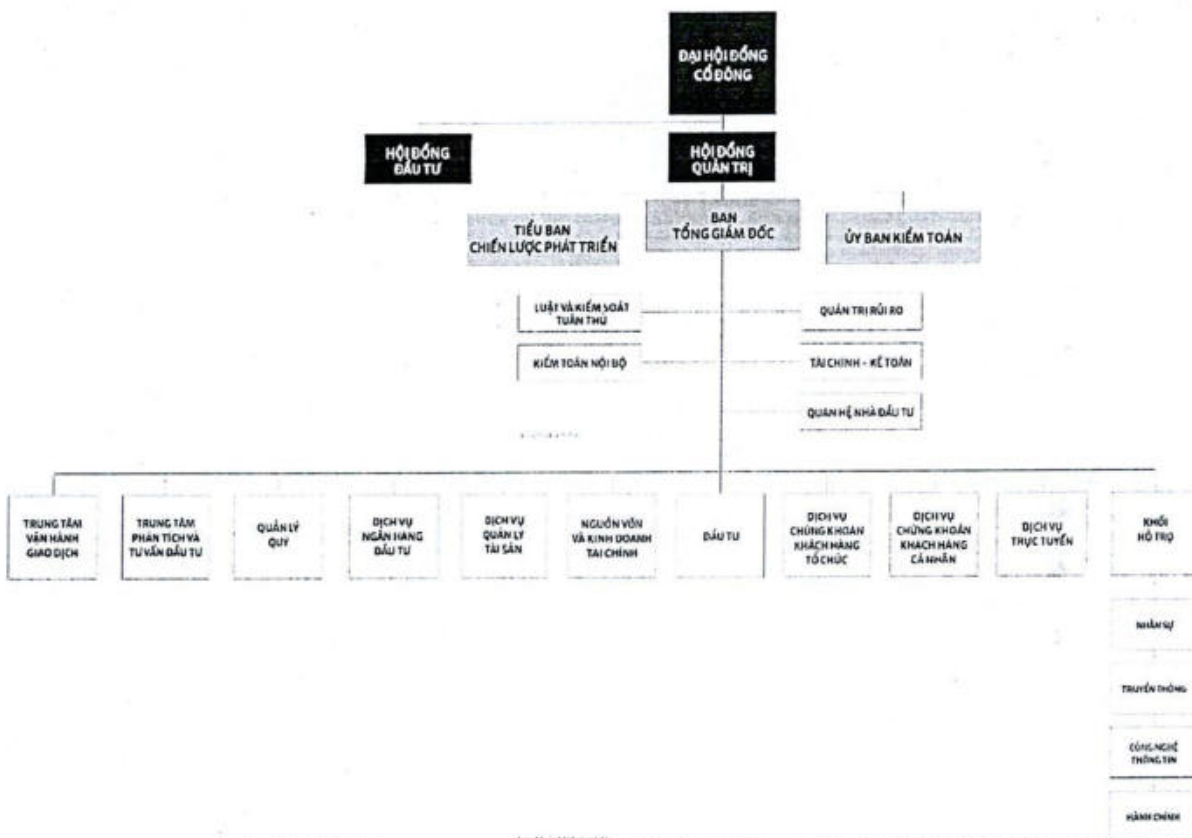 ĐẠI HỘI ĐỒNG
CỔ ĐÔNG
HỘI ĐỒNG
ĐẦU TƯ
HỘI ĐỒNG
QUẢN TRỊ
TIỂU BAN
CHIẾN LƯỢC PHÁT TRIỂN
BAN
TỔNG GIÁM ĐỐC
ỦY BAN KIỂM TOÁN
LUẬT VÀ KIỂM SOÁT
TUÂN THỦ
QUẢN TRỊ RỦI RO
KIỂM TOÁN NỘI BỘ
TÀI CHÍNH - KẾ TOÁN
QUAN HỆ NHÀ ĐẦU TƯ
TRUNG TÂM
VẬN HÀNH
GIAO DỊCH
TRUNG TÂM
PHÂN TÍCH VÀ
TƯ VẤN ĐẦU TƯ
QUẢN LÝ
QUỸ
DỊCH VỤ
NGÂN HÀNG
ĐẦU TƯ
DỊCH VỤ
QUẢN LÝ
TÀI SẢN
NGUỒN VỐN
VÀ KINH DOANH
TÀI CHÍNH
ĐẦU TƯ
DỊCH VỤ
CHỨNG KHOÁN
KHÁCH HÀNG
TỔ CHỨC
DỊCH VỤ
CHỨNG KHOÁN
KHÁCH HÀNG
CÁ NHÂN
DỊCH VỤ
TRỰC TUYẾN
KHỐI
HỖ TRỢ
NHÂN SỰ
TRUYỀN THÔNG
CÔNG NGHỆ
THÔNG TIN
HÀNH CHÍNH